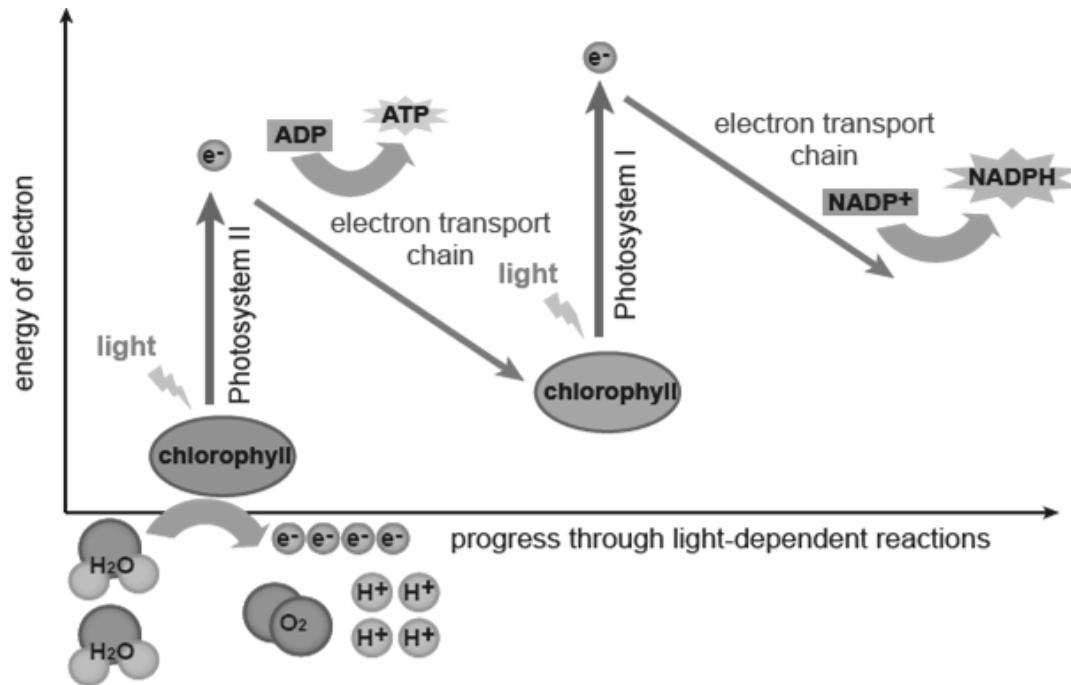 energy of electron
e-
ADP
ATP
Photosystem II
light
chlorophyll
electron transport
chain
e-
light
Photosystem I
chlorophyll
electron transport
chain
NADP+
NADPH
progress through light-dependent reactions
H2O
H2O
e- e- e- e-
O2
H+ H+
H+ H+